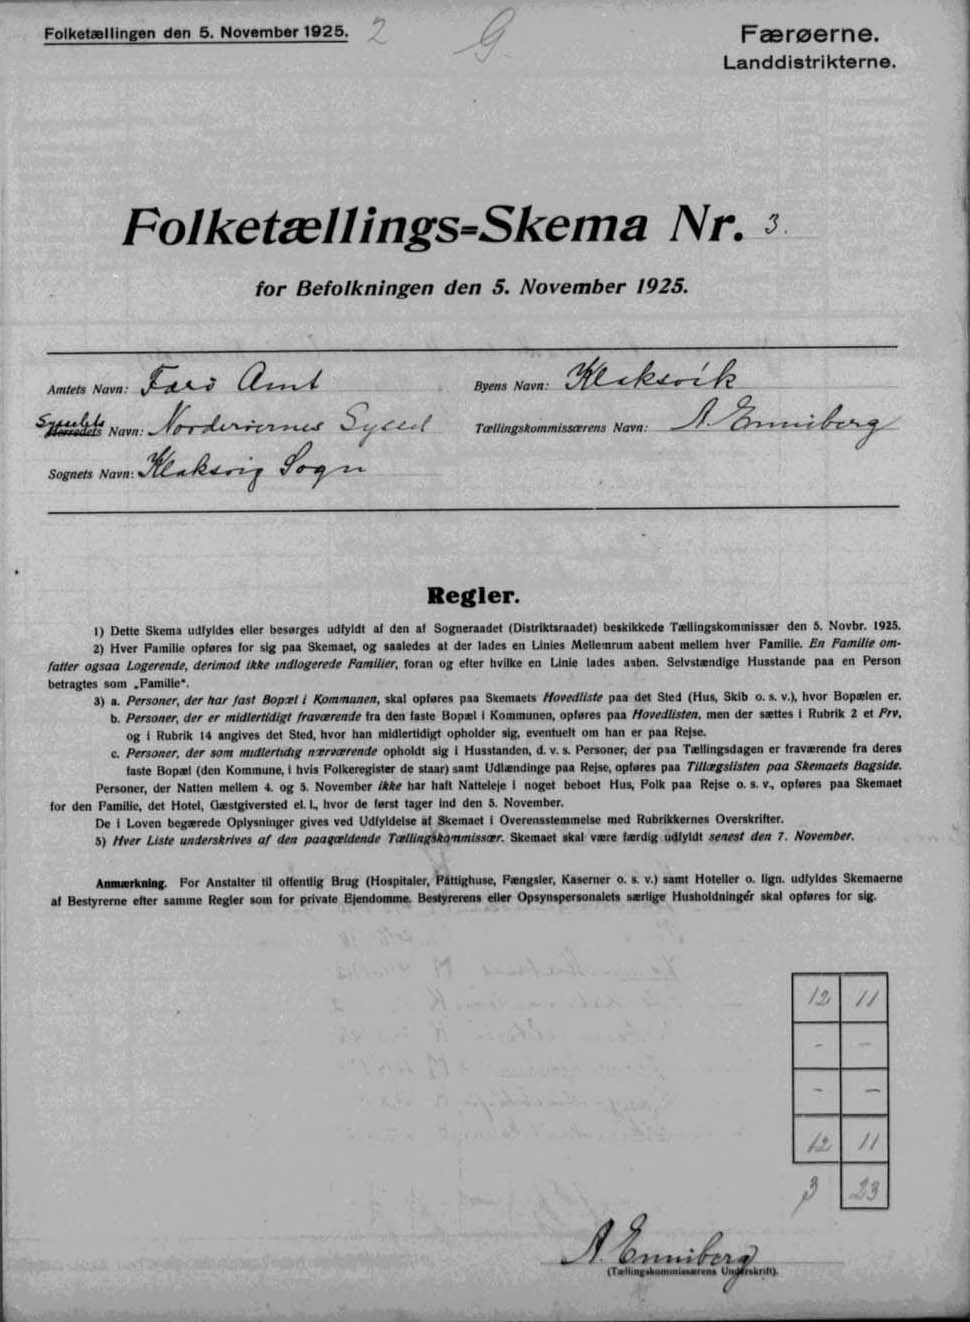 Folketællingen den 5. November 1925.
2
G.
Færøerne.
Landdistrikterne.
Folketællings=Skema Nr. 3.
for Befolkningen den 5. November 1925.
Amtets Navn: Færö Amt
Byens Navn: Klaksvík
Sysselets
Herredets Navn: Norderöernes Syssel
Tællingskommissærens Navn: A. Enniberg
Sognets Navn: Klaksvig Sogn
Regler.
1) Dette Skema udfyldes eller besørges udfyldt af den af Sogneraadet (Distriktsraadet) beskikkede Tællingskommissær den 5. Novbr. 1925.
2) Hver Familie opføres for sig paa Skemaet, og saaledes at der lades en Linies Mellemrum aabent mellem hver Familie. En Familie om-
fatter ogsaa Logerende, derimod ikke indlogerede Familier, foran og efter hvilke en Linie lades aaben. Selvstændige Husstande paa en Person
betragtes som „Familie".
3) a. Personer, der har fast Bopæl i Kommunen, skal opføres paa Skemaets Hovedliste paa det Sted (Hus, Skib o. s. v.), hvor Bopælen er.
b. Personer, der er midlertidigt fraværende fra den faste Bopæl i Kommunen, opføres paa Hovedlisten, men der sættes i Rubrik 2 et Frv,
og i Rubrik 14 angives det Sted, hvor han midlertidigt opholder sig, eventuelt om han er paa Rejse.
c. Personer, der som midlertidig nærværende opholdt sig i Husstanden, d. v. s. Personer, der paa Tællingsdagen er fraværende fra deres
faste Bopæl (den Kommune, i hvis Folkeregister de staar) samt Udlændinge paa Rejse, opføres paa Tillægslisten paa Skemaets Bagside.
Personer, der Natten mellem 4. og 5. November ikke har haft Natteleje i noget beboet Hus, Folk paa Rejse o. s. v., opføres paa Skemaet
for den Familie, det Hotel, Gæstgiversted el. l., hvor de først tager ind den 5. November.
De i Loven begærede Oplysninger gives ved Udfyldelse af Skemaet i Overensstemmelse med Rubrikkernes Overskrifter.
5) Hver Liste underskrives af den paagældende Tællingskommissær. Skemaet skal være færdig udfyldt senest den 7. November.
Anmærkning. For Anstalter til offentlig Brug (Hospitaler, Fattighuse, Fængsler, Kaserner o. s. v.) samt Hoteller o. lign. udfyldes Skemaerne
af Bestyrerne efter samme Regler som for private Ejendomme. Bestyrerens eller Opsynspersonalets særlige Husholdninger skal opføres for sig.
12 11
- -
- -
12 11
3 23
A Enniberg
(Tællingskommissærens Underskrift).